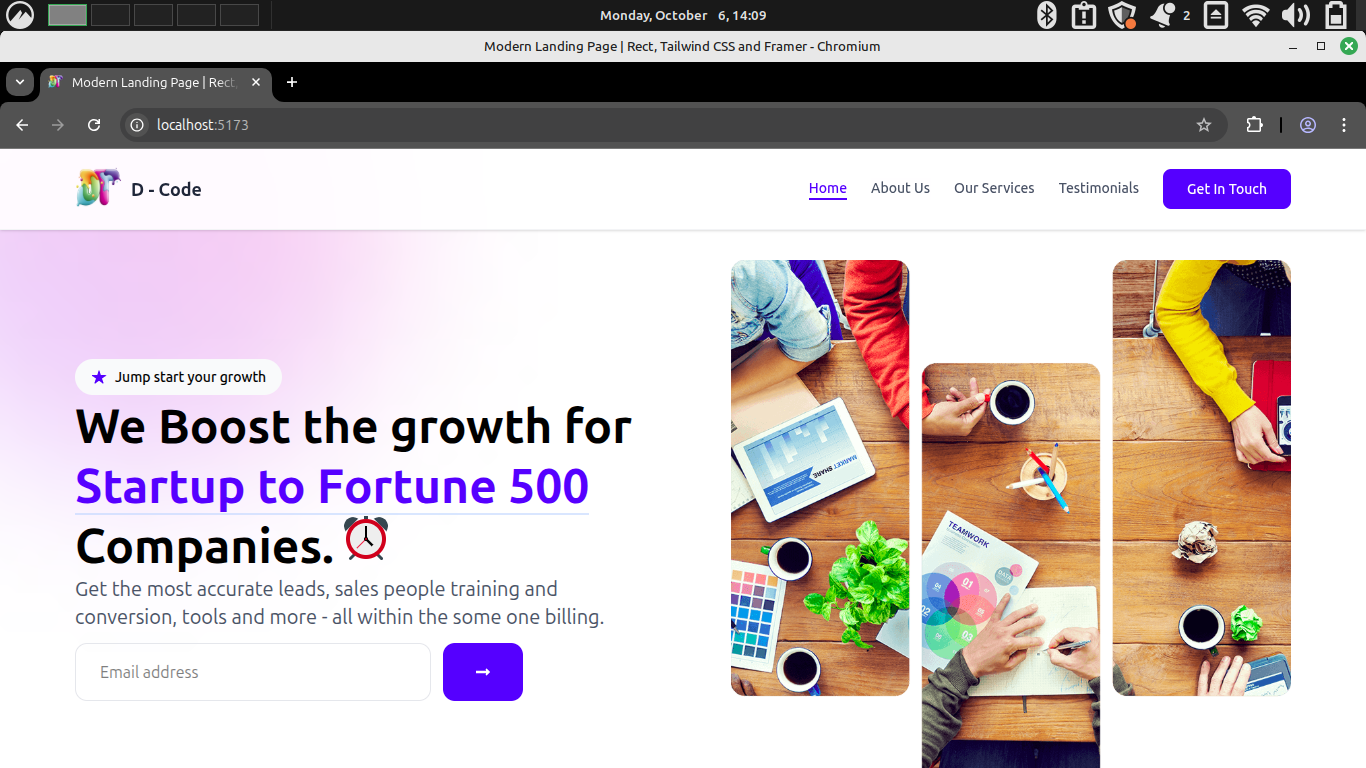 Monday, October 6, 14:09
2
Modern Landing Page | Rect, Tailwind CSS and Framer - Chromium
Modern Landing Page | Rect,
localhost:5173
D - Code
Home
About Us
Our Services
Testimonials
Get In Touch
Jump start your growth
We Boost the growth for
Startup to Fortune 500
Companies.
Get the most accurate leads, sales people training and
conversion, tools and more - all within the some one billing.
Email address
MARKET SHARE
TEAMWORK
01
02
03